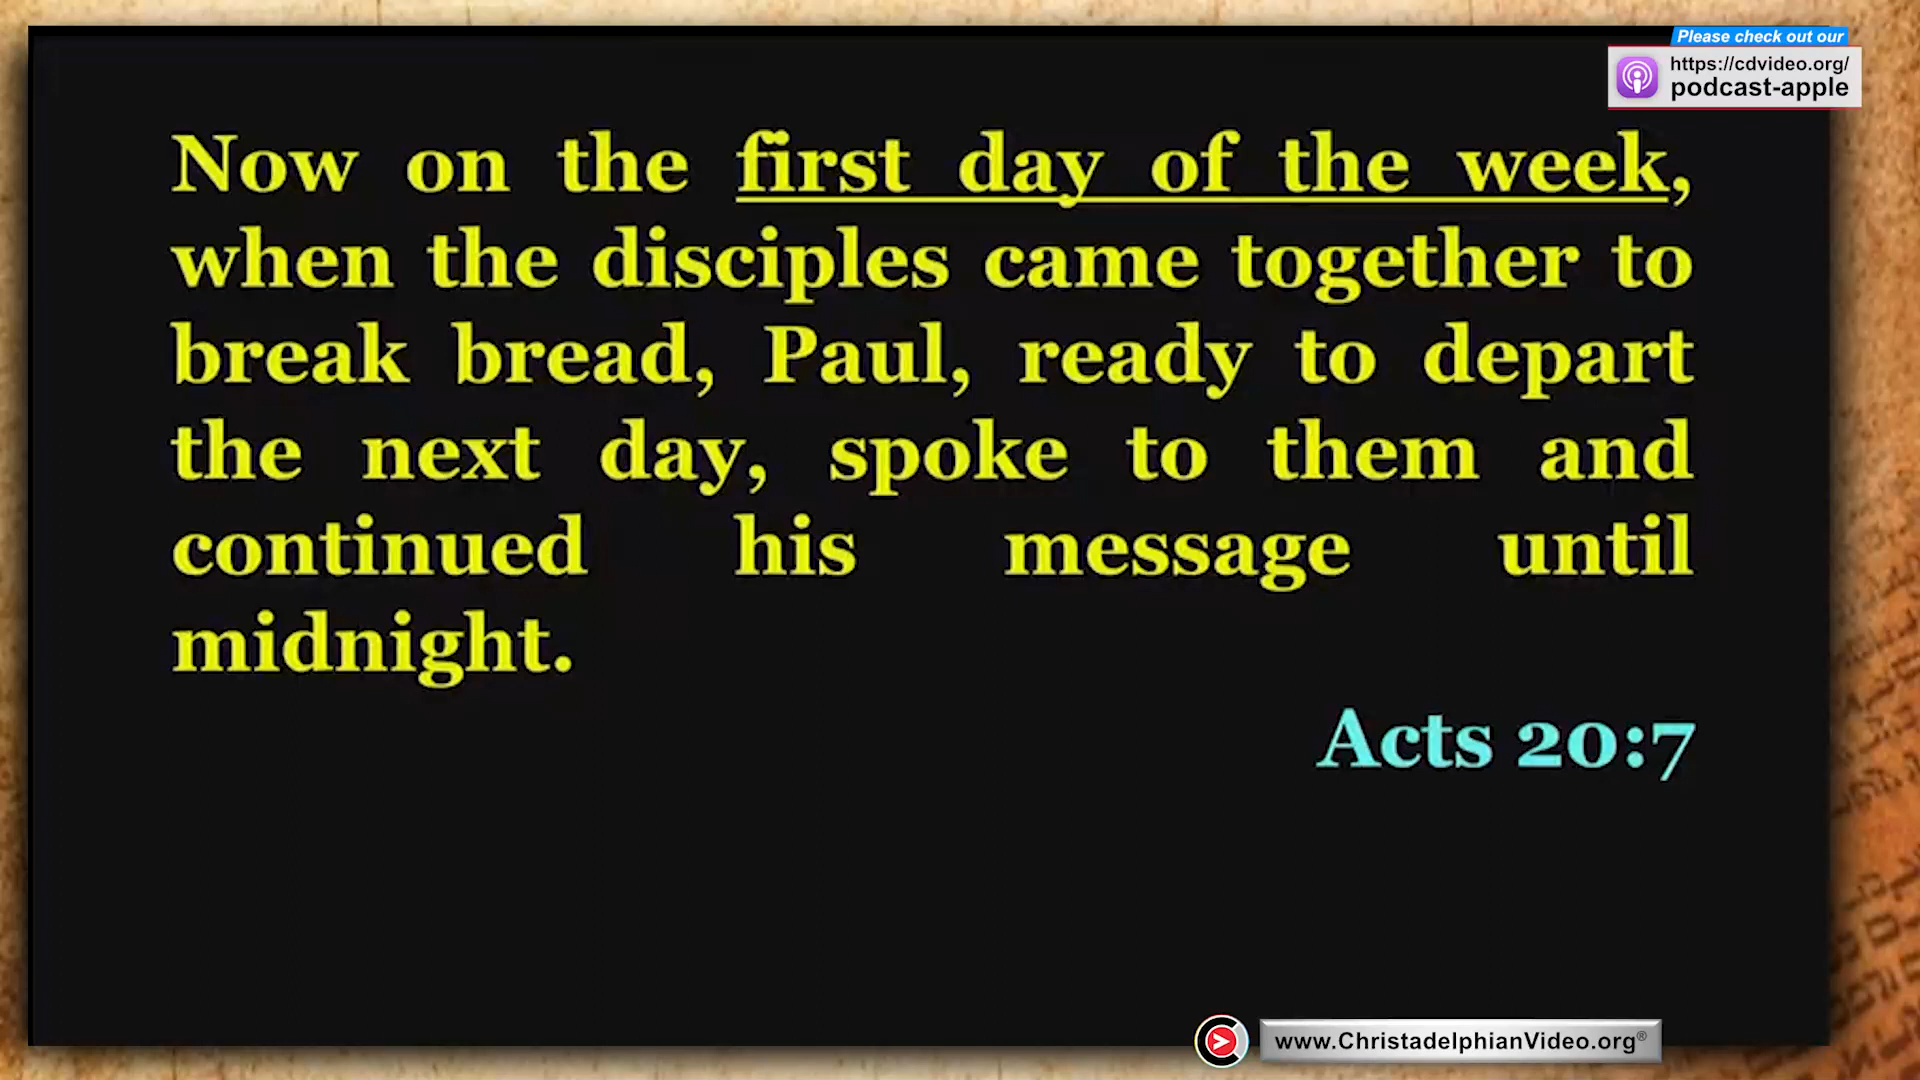 Please check out our
https://cdvideo.org/
podcast-apple
Now on the first day of the week,
when the disciples came together to
break bread, Paul, ready to depart
the next day, spoke to them and
continued his message until
midnight.
Acts 20:7
www.ChristadelphianVideo.org®